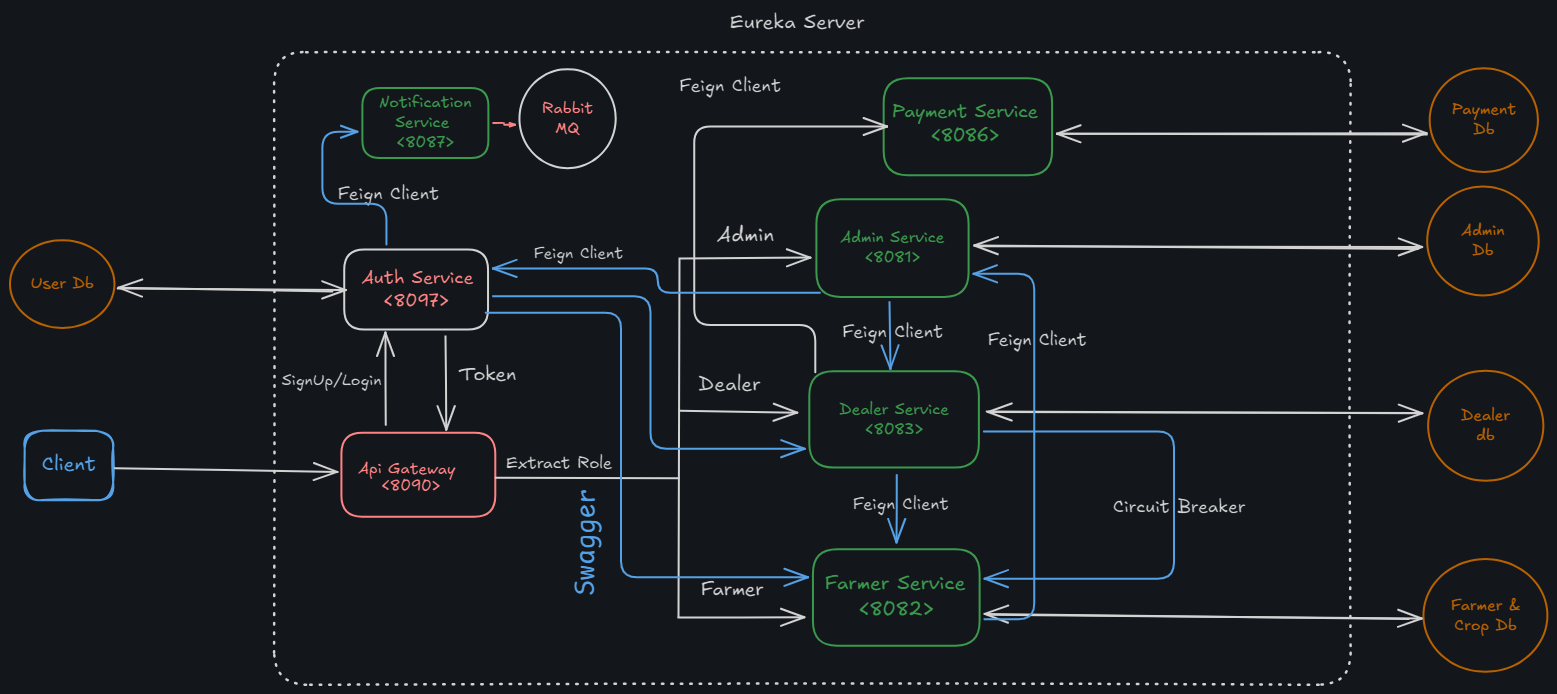 Eureka Server
Notification
Service
<8087>
Rabbit
MQ
Feign Client
Payment Service
<8086>
Payment
Db
Feign Client
Admin
Admin Service
<8081>
Admin
Db
User Db
Auth Service
<8097>
Feign Client
Feign Client
Feign Client
SignUp/Login
Token
Dealer
Dealer Service
<8083>
Dealer
db
Client
Api Gateway
<8090>
Extract Role
Swagger
Feign Client
Circuit Breaker
Farmer
Farmer Service
<8082>
Farmer &
Crop Db